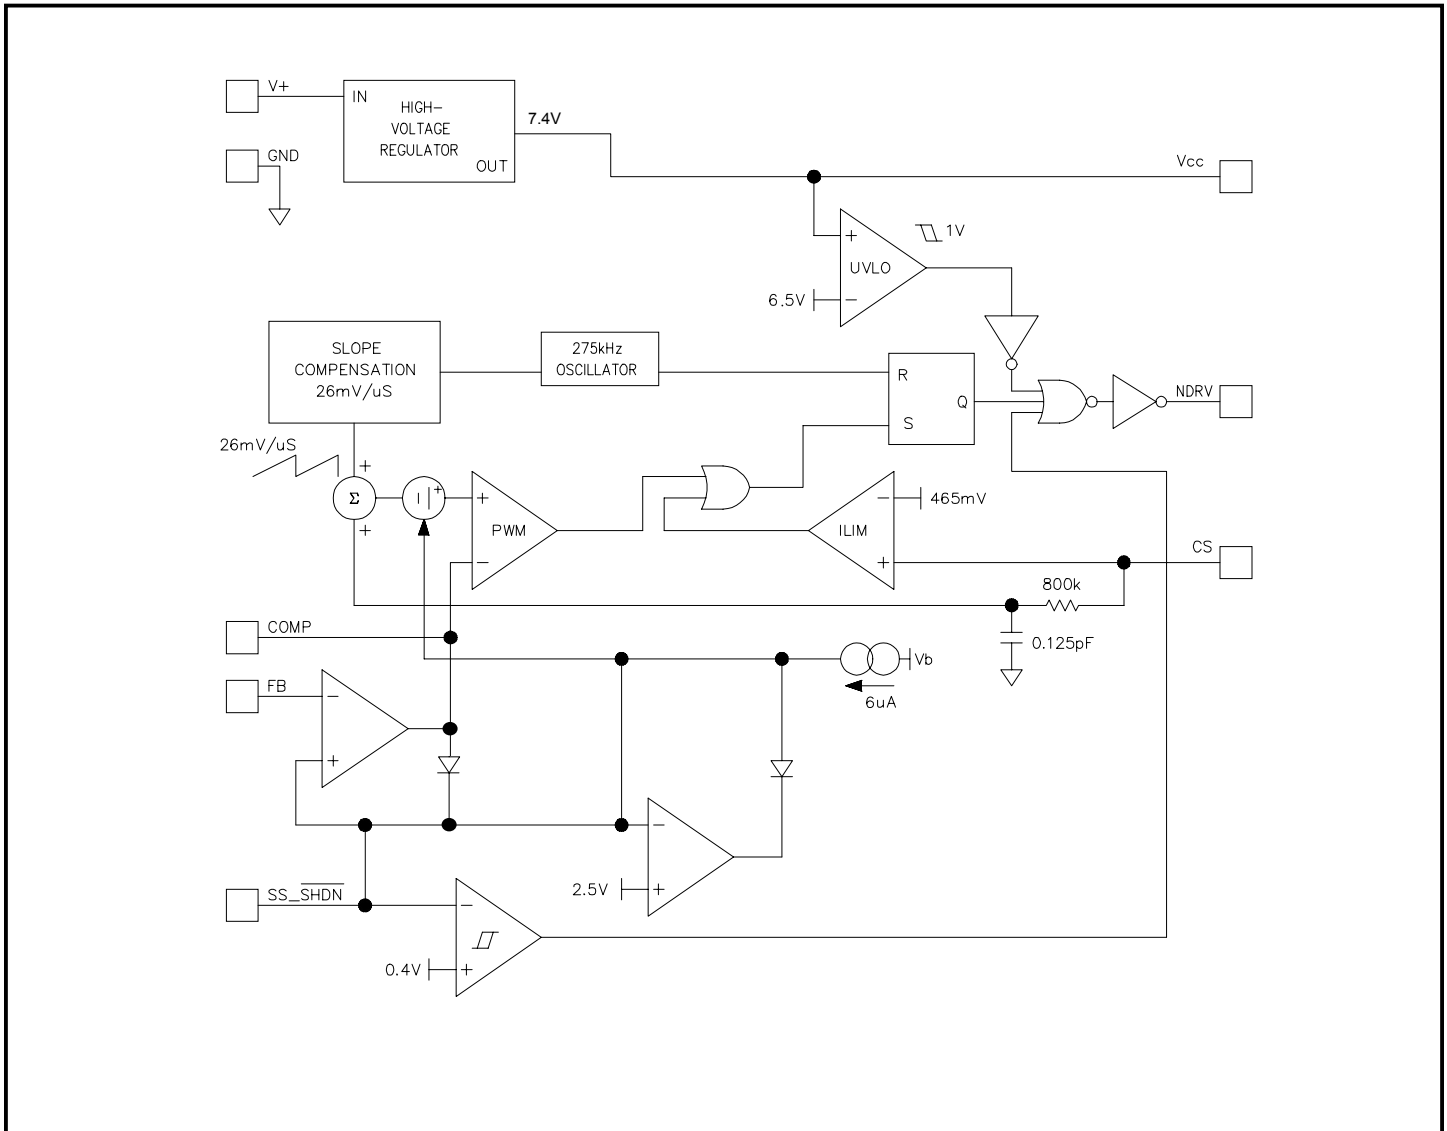 V+
IN
HIGH-
VOLTAGE
REGULATOR
OUT
7.4V
GND
Vcc
+
UVLO
−
1V
6.5V
SLOPE
COMPENSATION
26mV/uS
275kHz
OSCILLATOR
R
Q
S
NDRV
26mV/uS
+
Σ
+
+
+
PWM
−
−
ILIM
+
465mV
CS
800k
0.125pF
COMP
Vb
6uA
FB
−
+
−
+
2.5V
SS_SHDN
−
+
0.4V